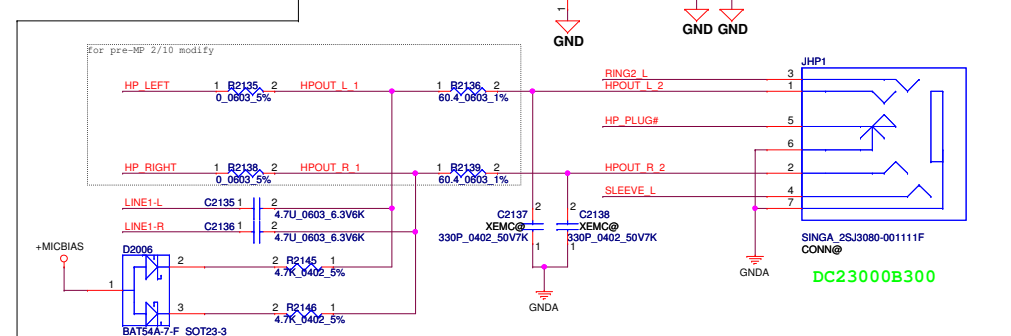 1
GND
GND
GND
for pre-MP 2/10 modify
HP_LEFT
1
R2135
2
0_0603_5%
HPOUT_L_1
1
R2136
2
60.4_0603_1%
RING2_L
HPOUT_L_2
HP_PLUG#
JHP1
3
1
5
6
2
4
7
HP_RIGHT
1
R2138
2
0_0603_5%
HPOUT_R_1
1
R2139
2
60.4_0603_1%
HPOUT_R_2
SLEEVE_L
LINE1-L
C2135
1
2
4.7U_0603_6.3V6K
LINE1-R
C2136
1
2
4.7U_0603_6.3V6K
2
C2137
XEMC@
330P_0402_50V7K
1
2
C2138
XEMC@
330P_0402_50V7K
1
GNDA
GNDA
SINGA_2SJ3080-001111F
CONN@
DC23000B300
+MICBIAS
D2006
1
2
3
R2145
2
1
4.7K_0402_5%
R2146
2
1
4.7K_0402_5%
BAT54A-7-F_SOT23-3